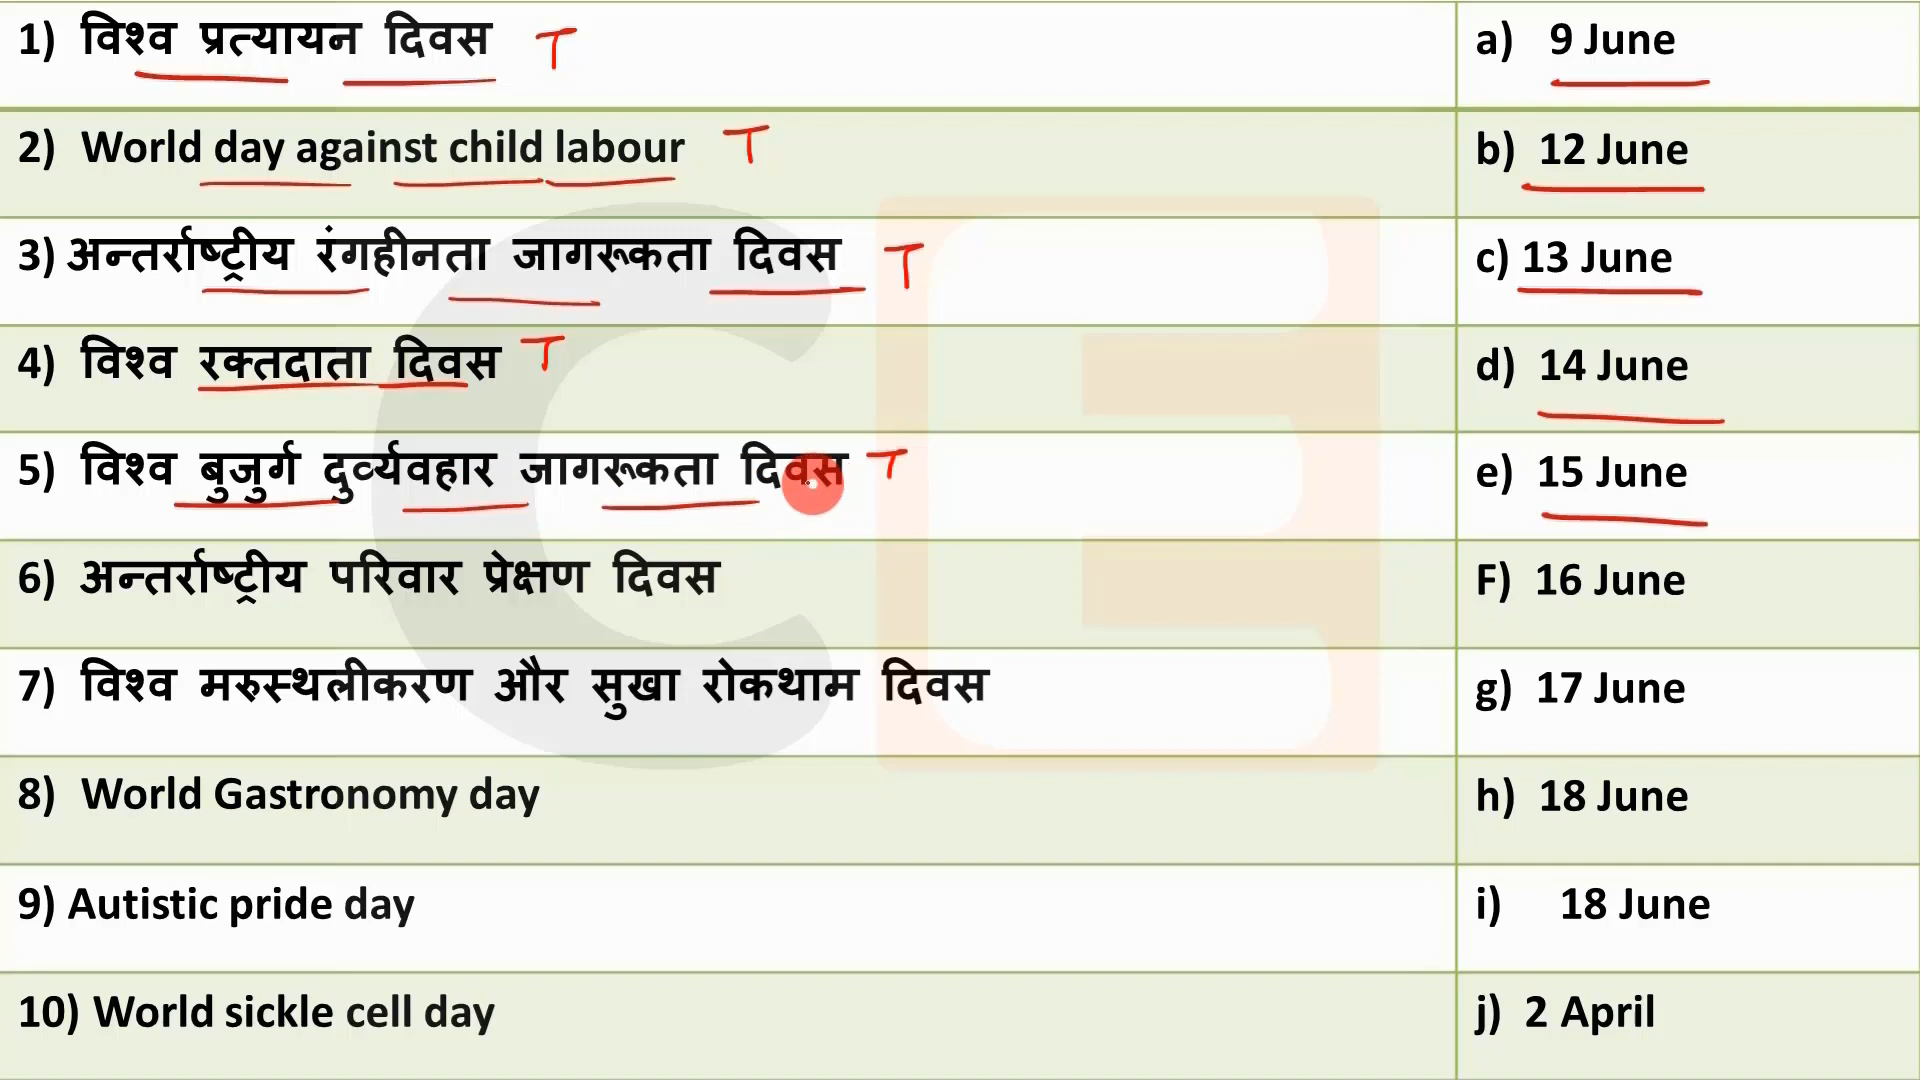 1) विश्व प्रत्यायन दिवस T a) 9 June
2) World day against child labour T b) 12 June
3) अन्तर्राष्ट्रीय रंगहीनता जागरूकता दिवस T c) 13 June
4) विश्व रक्तदाता दिवस T d) 14 June
5) विश्व बुजुर्ग दुर्व्यवहार जागरूकता दिवस T e) 15 June
6) अन्तर्राष्ट्रीय परिवार प्रेक्षण दिवस F) 16 June
7) विश्व मरुस्थलीकरण और सुखा रोकथाम दिवस g) 17 June
8) World Gastronomy day h) 18 June
9) Autistic pride day i) 18 June
10) World sickle cell day j) 2 April
CE